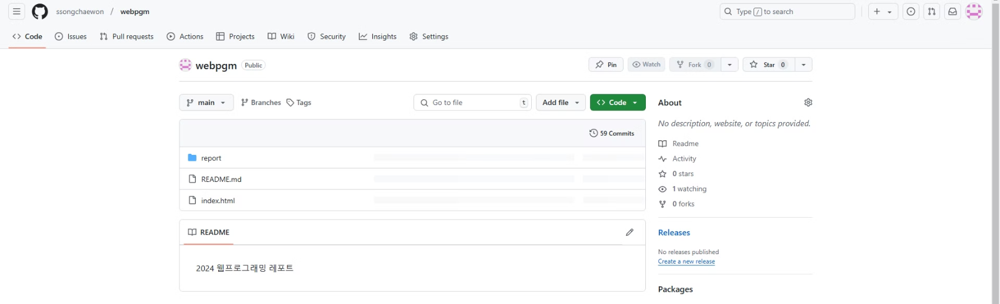 ssongchaewon / webpgm
Type / to search
Code Issues Pull requests Actions Projects Wiki Security Insights Settings
webpgm Public
Pin Watch Fork 0 Star 0
main Branches Tags
Go to file t
Add file Code
59 Commits
report
README.md
index.html
README
2024 웹프로그래밍 레포트
About
No description, website, or topics provided.
Readme
Activity
0 stars
1 watching
0 forks
Releases
No releases published
Create a new release
Packages